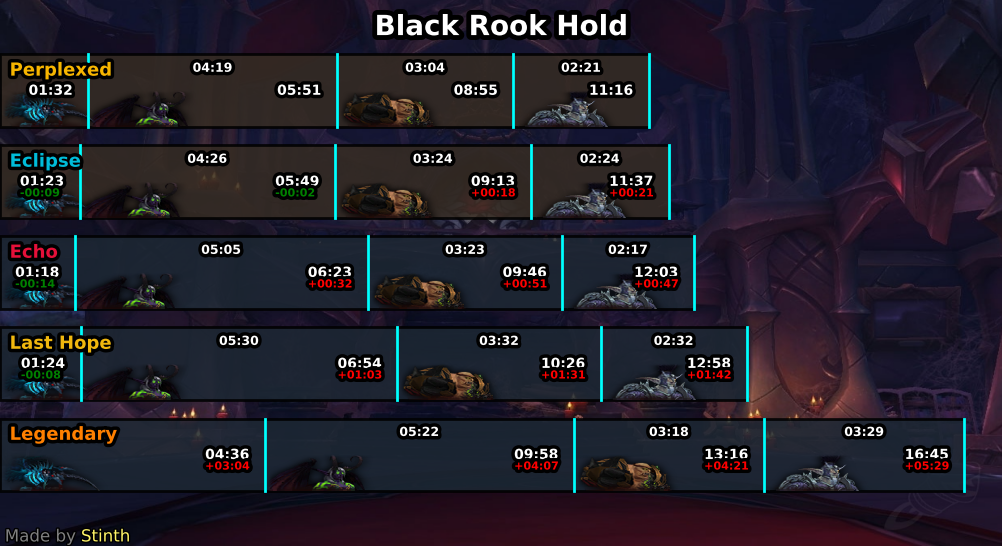 Black Rook Hold
Perplexed 04:19 03:04 02:21
01:32 05:51 08:55 11:16
Eclipse 04:26 03:24 02:24
01:23 05:49 09:13 11:37
-00:09 -00:02 +00:18 +00:21
Echo 05:05 03:23 02:17
01:18 06:23 09:46 12:03
-00:14 +00:32 +00:51 +00:47
Last Hope 05:30 03:32 02:32
01:24 06:54 10:26 12:58
-00:08 +01:03 +01:31 +01:42
Legendary 05:22 03:18 03:29
04:36 09:58 13:16 16:45
+03:04 +04:07 +04:21 +05:29
Made by Stinth